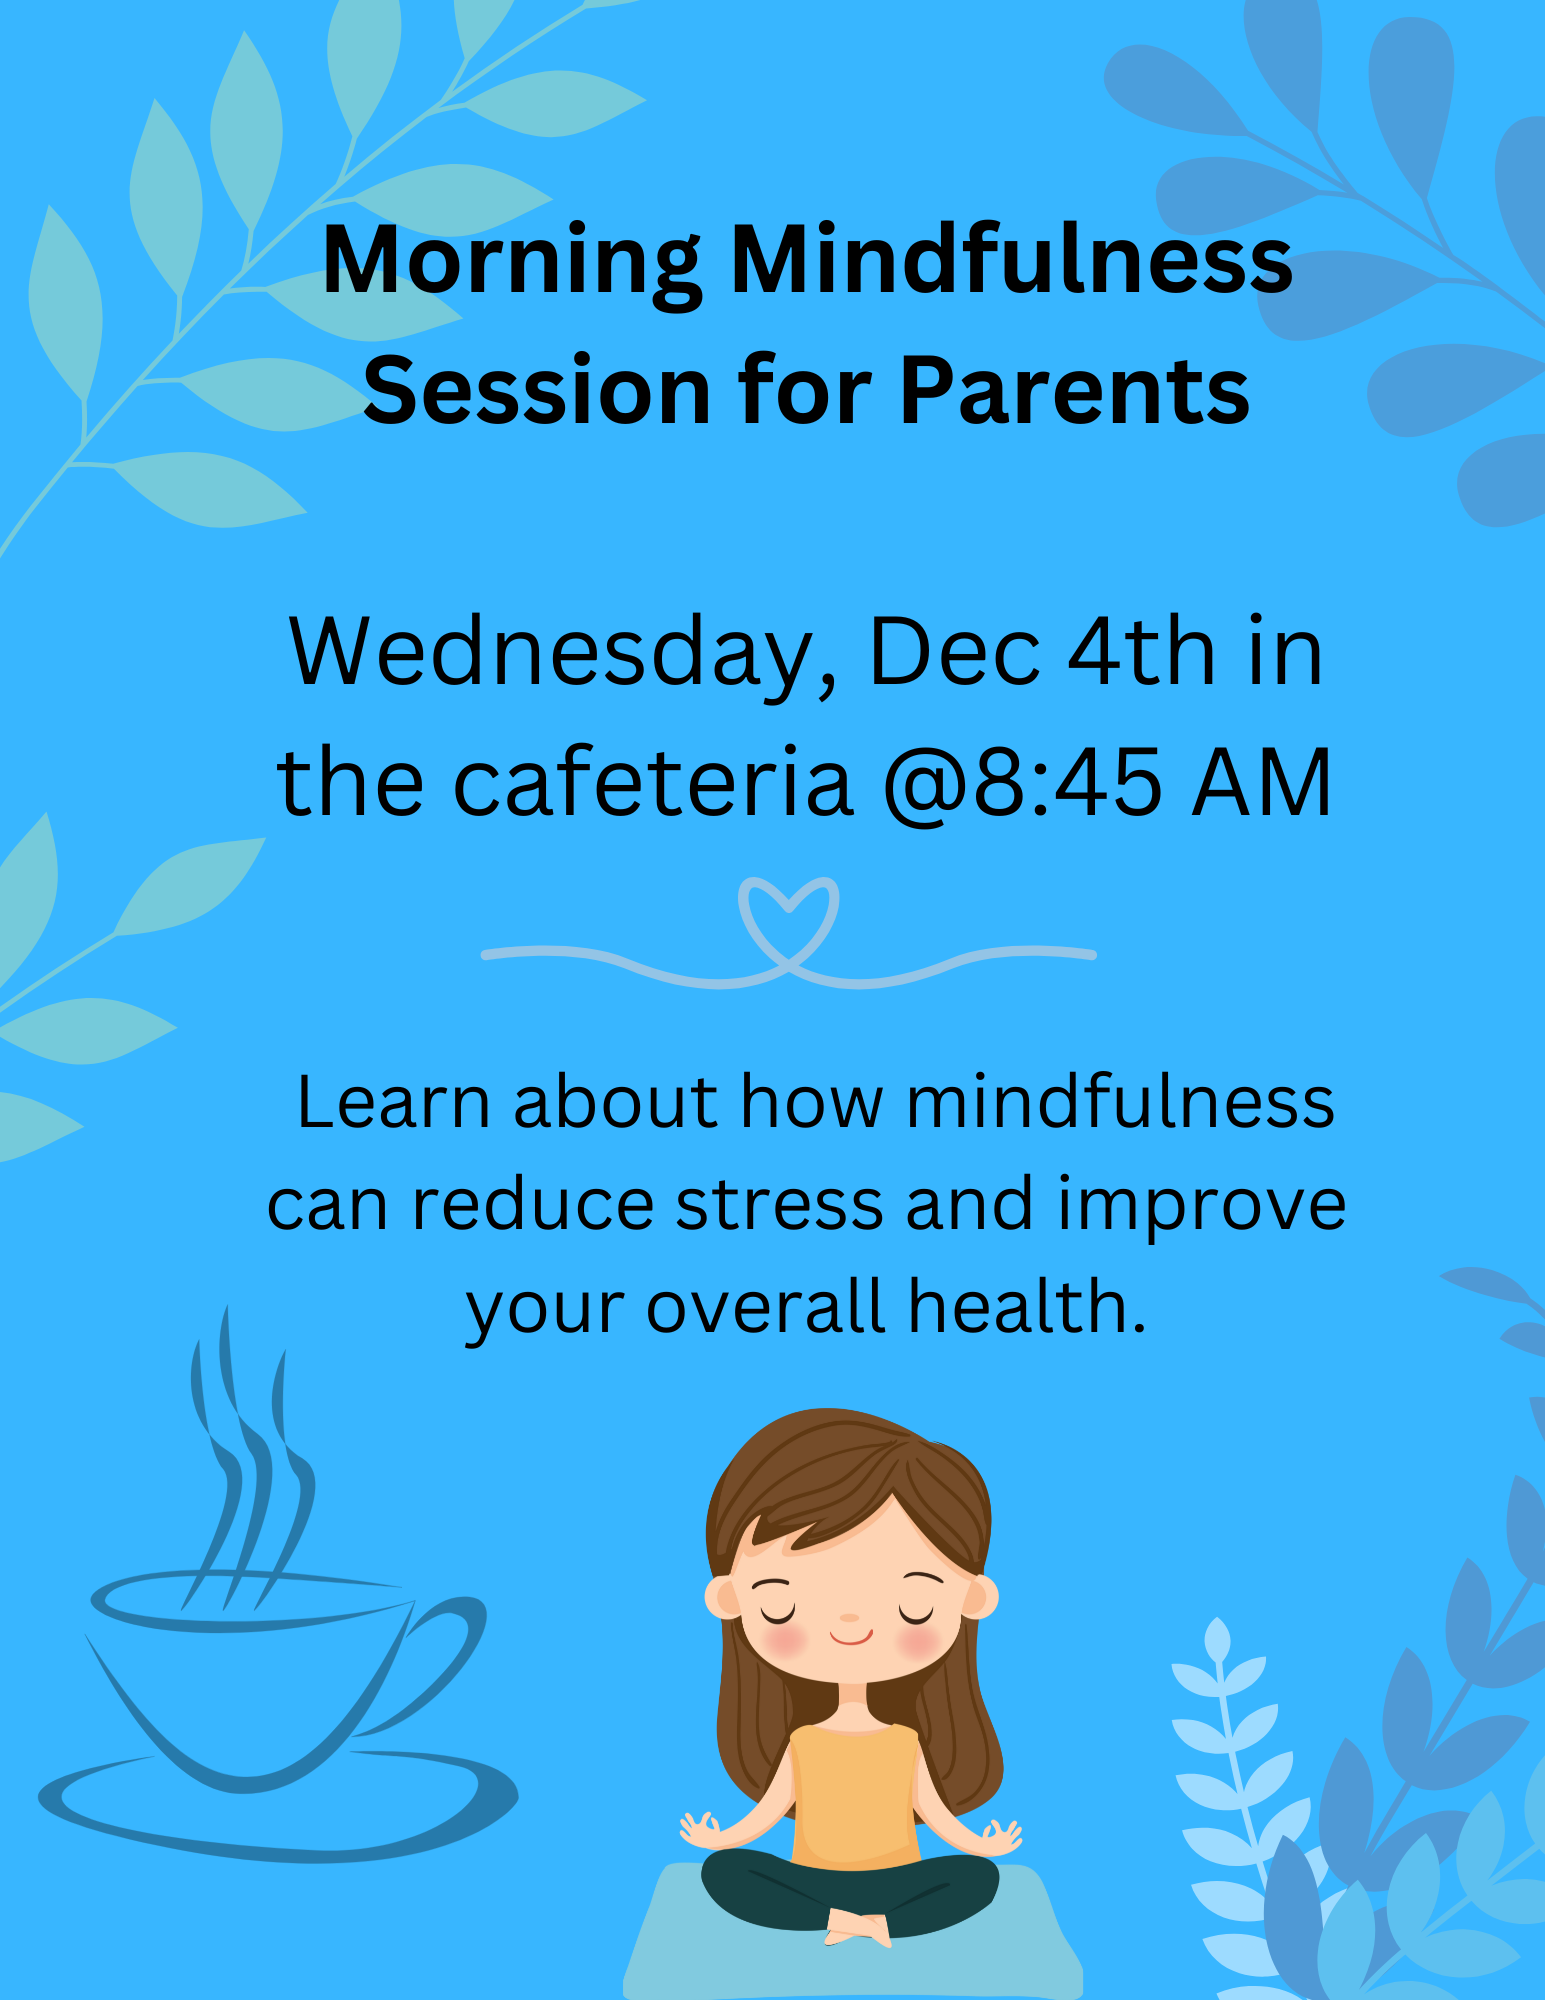 Morning Mindfulness
Session for Parents
Wednesday, Dec 4th in
the cafeteria @8:45 AM
Learn about how mindfulness
can reduce stress and improve
your overall health.